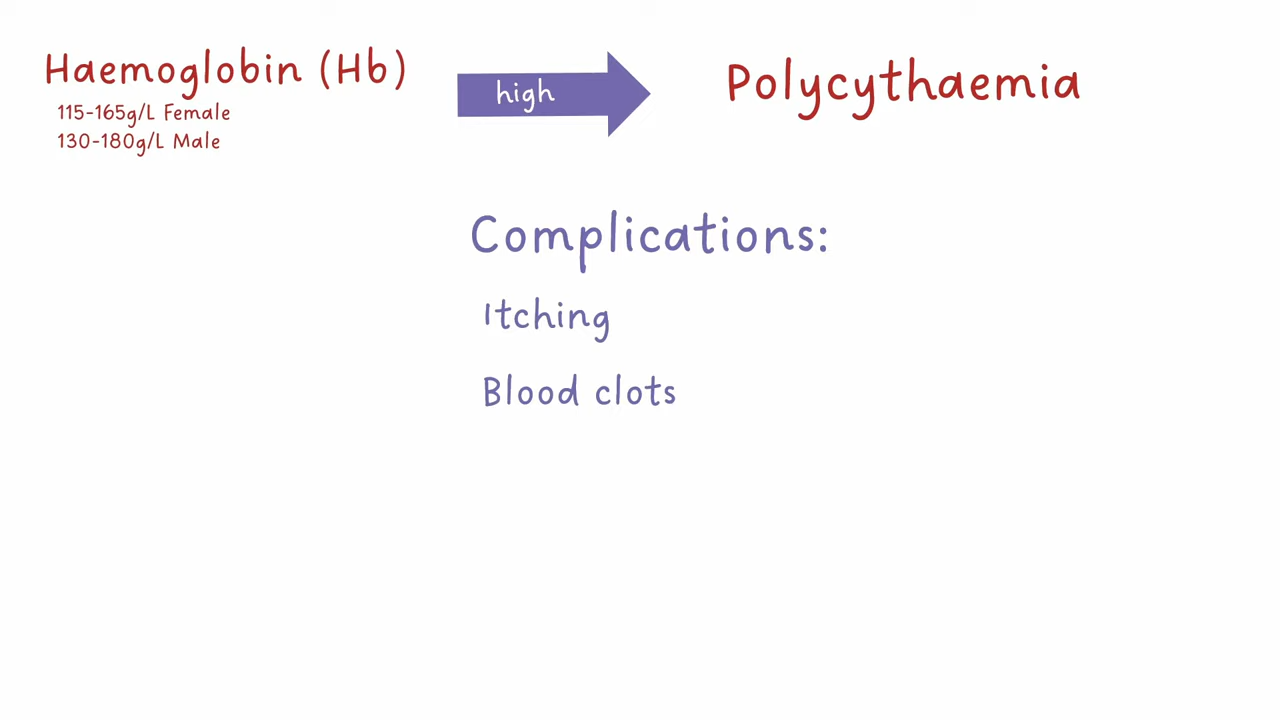 Haemoglobin (Hb)
115-165g/L Female
130-180g/L Male
high
Polycythaemia
Complications:
Itching
Blood clots